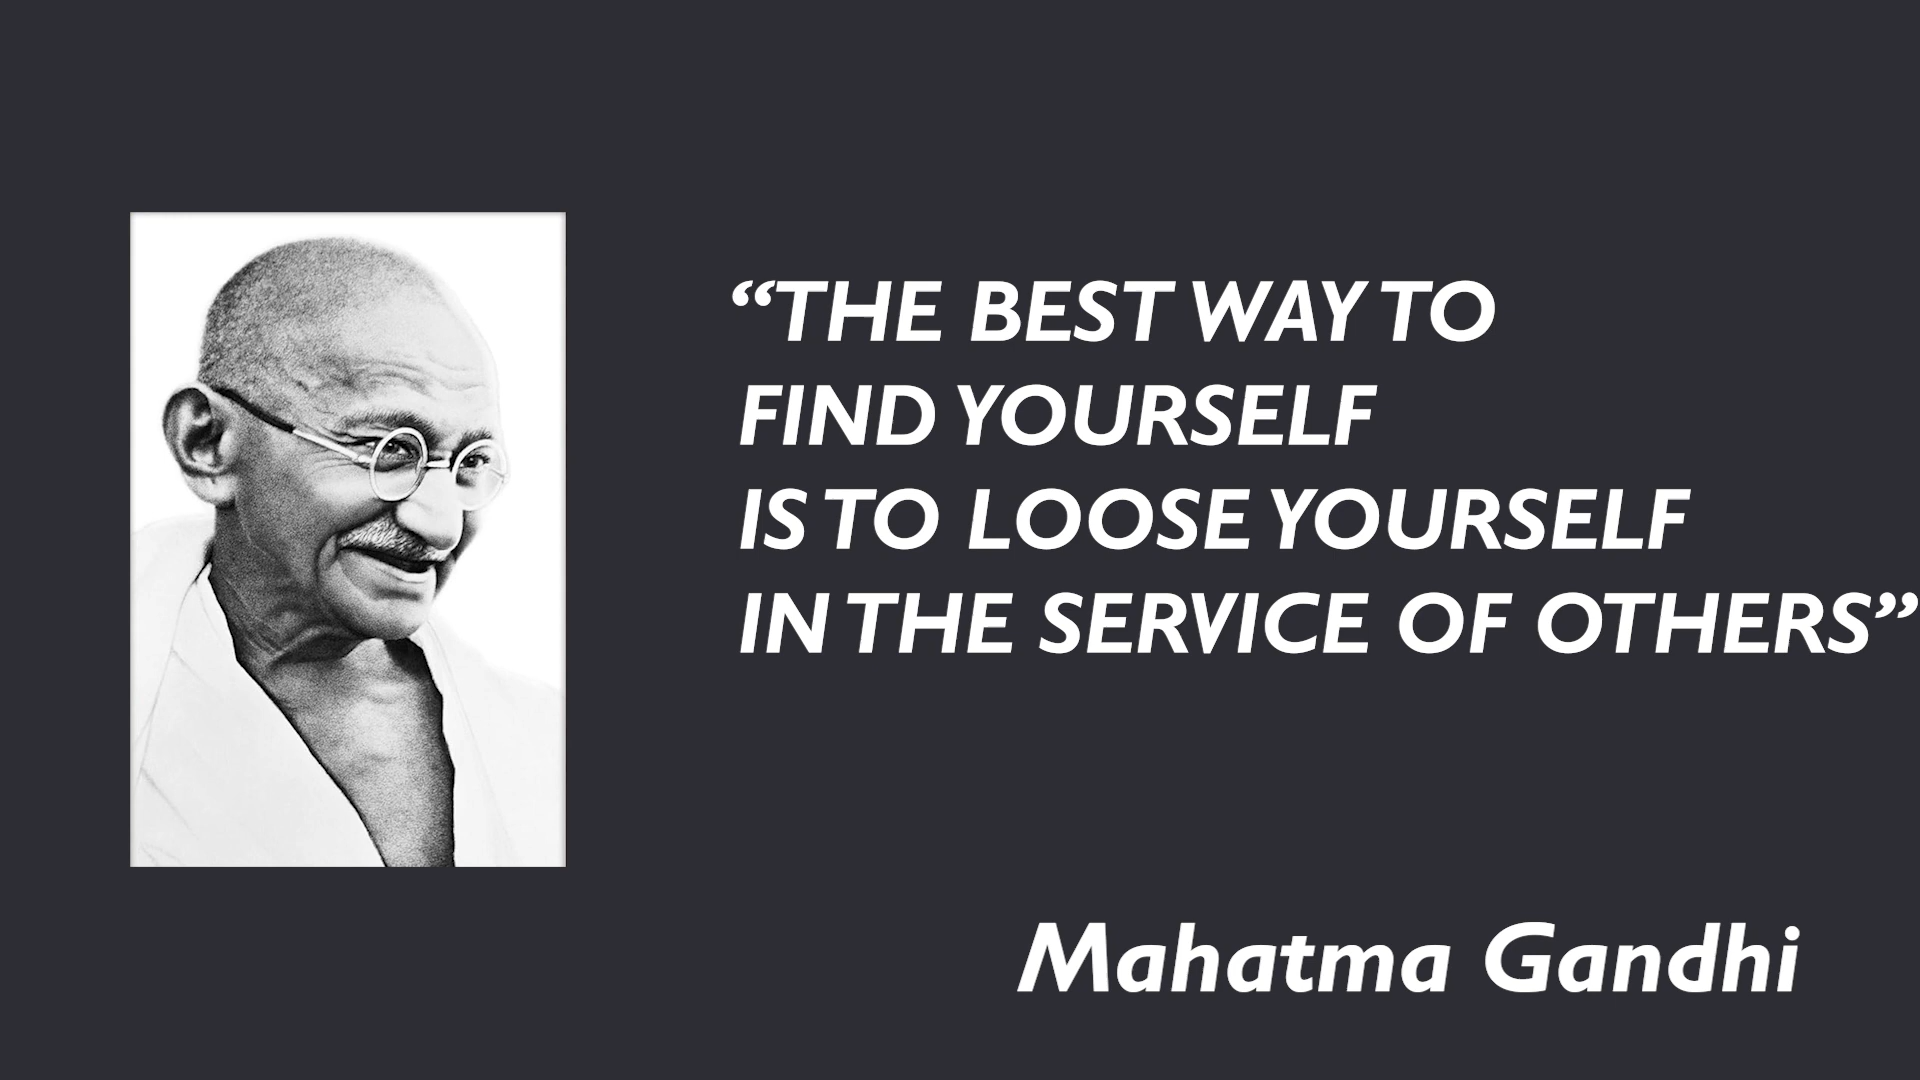 “THE BEST WAY TO
FIND YOURSELF
IS TO LOOSE YOURSELF
IN THE SERVICE OF OTHERS”
Mahatma Gandhi